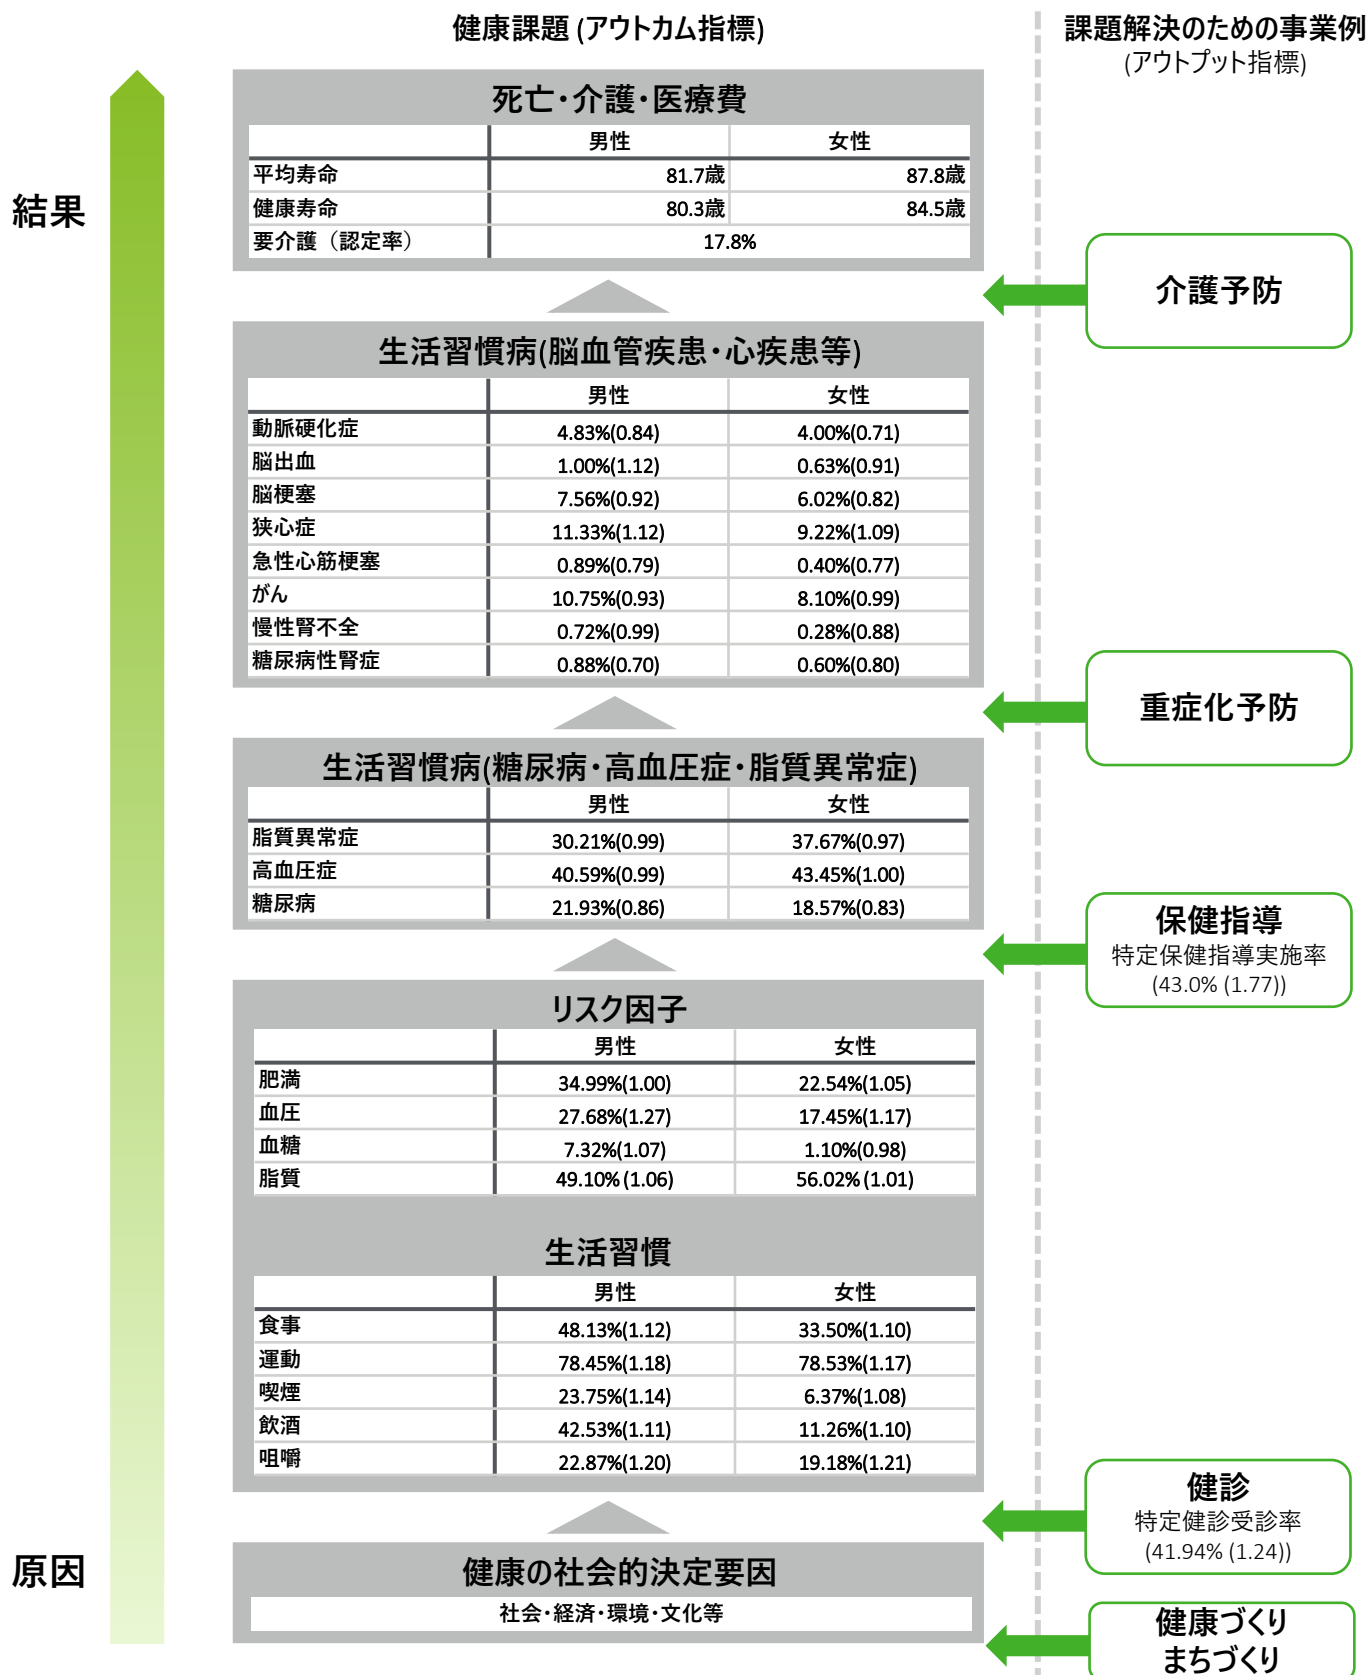 健康課題 (アウトカム指標)
課題解決のための事業例
(アウトプット指標)
結果
死亡・介護・医療費
男性 女性
平均寿命 81.7歳 87.8歳
健康寿命 80.3歳 84.5歳
要介護（認定率） 17.8%
介護予防
生活習慣病(脳血管疾患・心疾患等)
男性 女性
動脈硬化症 4.83%(0.84) 4.00%(0.71)
脳出血 1.00%(1.12) 0.63%(0.91)
脳梗塞 7.56%(0.92) 6.02%(0.82)
狭心症 11.33%(1.12) 9.22%(1.09)
急性心筋梗塞 0.89%(0.79) 0.40%(0.77)
がん 10.75%(0.93) 8.10%(0.99)
慢性腎不全 0.72%(0.99) 0.28%(0.88)
糖尿病性腎症 0.88%(0.70) 0.60%(0.80)
重症化予防
生活習慣病(糖尿病・高血圧症・脂質異常症)
男性 女性
脂質異常症 30.21%(0.99) 37.67%(0.97)
高血圧症 40.59%(0.99) 43.45%(1.00)
糖尿病 21.93%(0.86) 18.57%(0.83)
保健指導
特定保健指導実施率
(43.0% (1.77))
リスク因子
男性 女性
肥満 34.99%(1.00) 22.54%(1.05)
血圧 27.68%(1.27) 17.45%(1.17)
血糖 7.32%(1.07) 1.10%(0.98)
脂質 49.10% (1.06) 56.02% (1.01)
生活習慣
男性 女性
食事 48.13%(1.12) 33.50%(1.10)
運動 78.45%(1.18) 78.53%(1.17)
喫煙 23.75%(1.14) 6.37%(1.08)
飲酒 42.53%(1.11) 11.26%(1.10)
咀嚼 22.87%(1.20) 19.18%(1.21)
健診
特定健診受診率
(41.94% (1.24))
原因
健康の社会的決定要因
社会・経済・環境・文化等
健康づくり
まちづくり